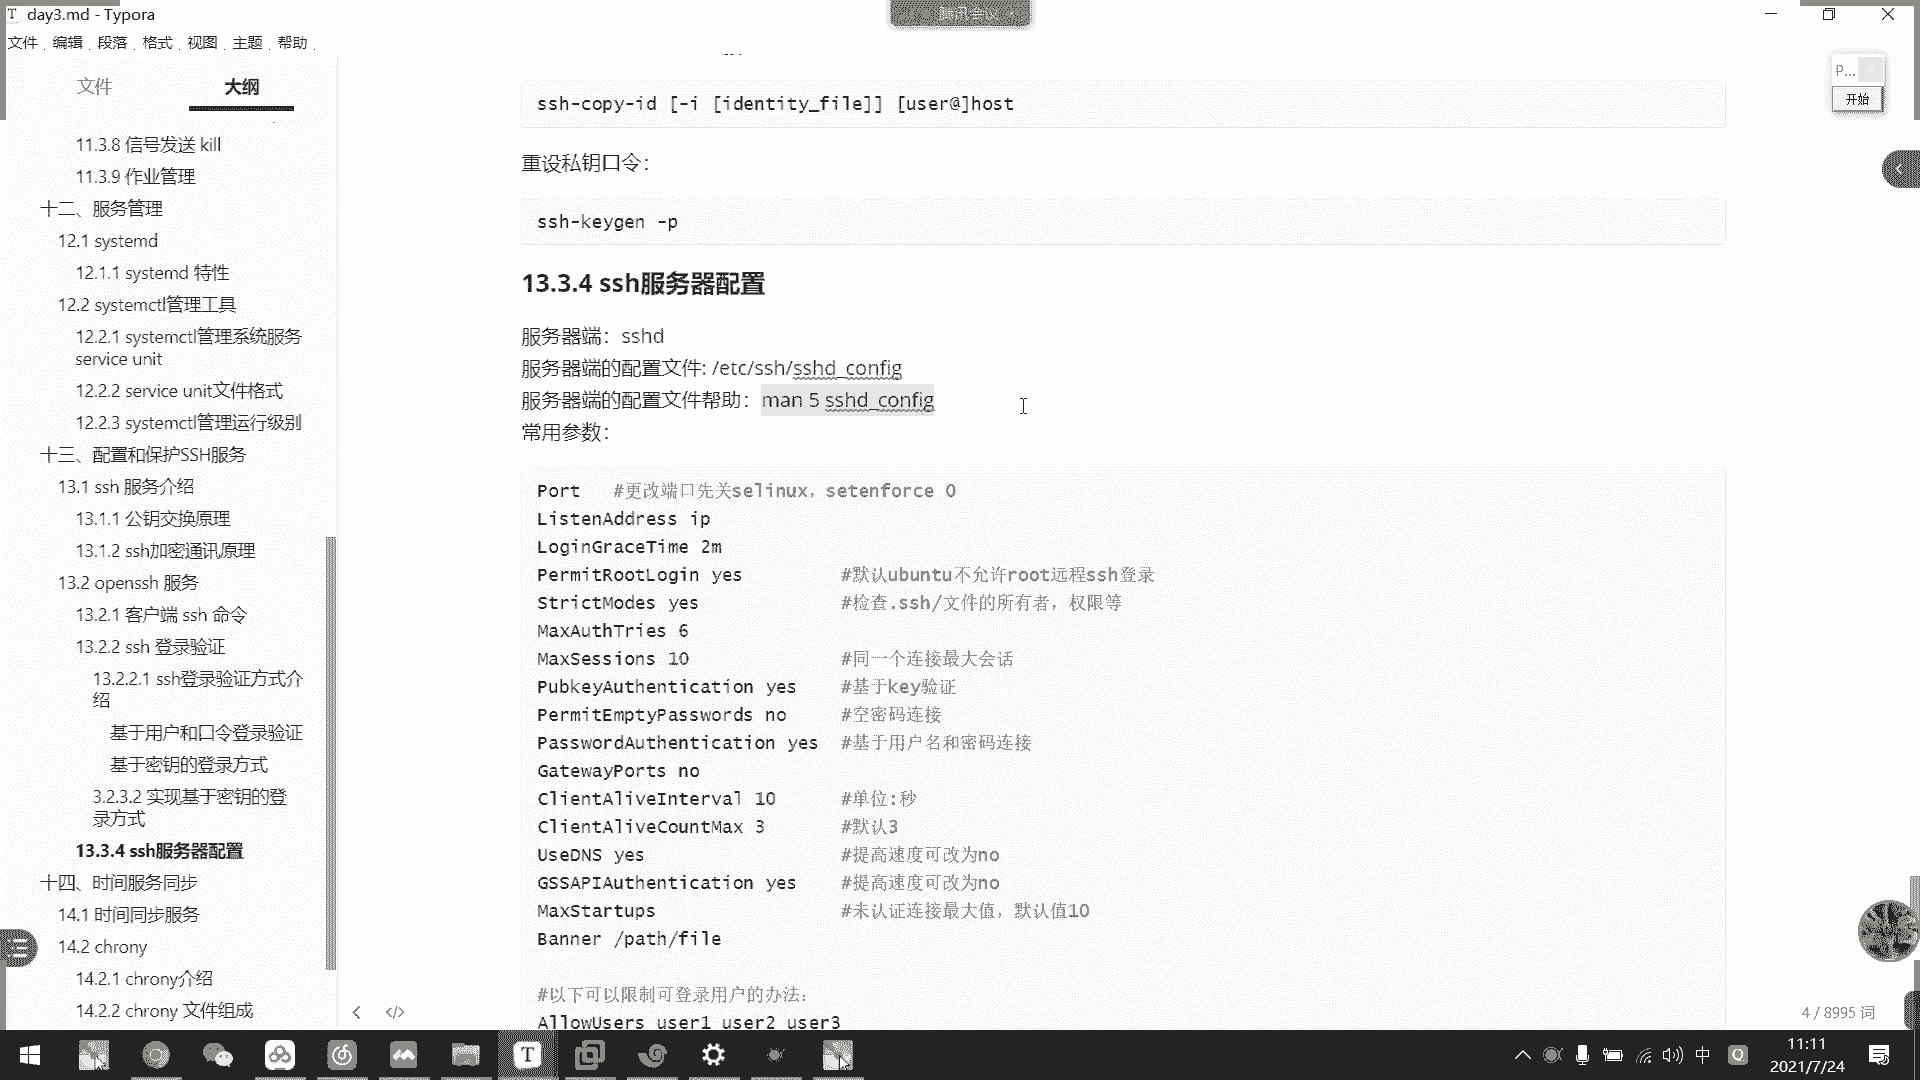 day3.md - Typora
腾讯会议
文件 编辑 段落 格式 视图 主题 帮助
文件 大纲
11.3.8 信号发送 kill
11.3.9 作业管理
十二、服务管理
12.1 systemd
12.1.1 systemd 特性
12.2 systemctl管理工具
12.2.1 systemctl管理系统服务
service unit
12.2.2 service unit文件格式
12.2.3 systemctl管理运行级别
十三、配置和保护SSH服务
13.1 ssh 服务介绍
13.1.1 公钥交换原理
13.1.2 ssh加密通讯原理
13.2 openssh 服务
13.2.1 客户端 ssh 命令
13.2.2 ssh 登录验证
13.2.2.1 ssh登录验证方式介
绍
基于用户和口令登录验证
基于密钥的登录方式
3.2.3.2 实现基于密钥的登
录方式
13.3.4 ssh服务器配置
十四、时间服务同步
14.1 时间同步服务
14.2 chrony
14.2.1 chrony介绍
14.2.2 chrony 文件组成
ssh-copy-id [-i [identity_file]] [user@]host
重设私钥口令：
ssh-keygen -p
13.3.4 ssh服务器配置
服务器端：sshd
服务器端的配置文件: /etc/ssh/sshd_config
服务器端的配置文件帮助：man 5 sshd_config
常用参数：
Port #更改端口先关selinux，setenforce 0
ListenAddress ip
LoginGraceTime 2m
PermitRootLogin yes #默认ubuntu不允许root远程ssh登录
StrictModes yes #检查.ssh/文件的所有者，权限等
MaxAuthTries 6
MaxSessions 10 #同一个连接最大会话
PubkeyAuthentication yes #基于key验证
PermitEmptyPasswords no #空密码连接
PasswordAuthentication yes #基于用户名和密码连接
GatewayPorts no
ClientAliveInterval 10 #单位:秒
ClientAliveCountMax 3 #默认3
UseDNS yes #提高速度可改为no
GSSAPIAuthentication yes #提高速度可改为no
MaxStartups #未认证连接最大值，默认值10
Banner /path/file
#以下可以限制可登录用户的办法：
AllowUsers user1 user2 user3
P...
开始
</> 4 / 8995 词
中
11:11
2021/7/24